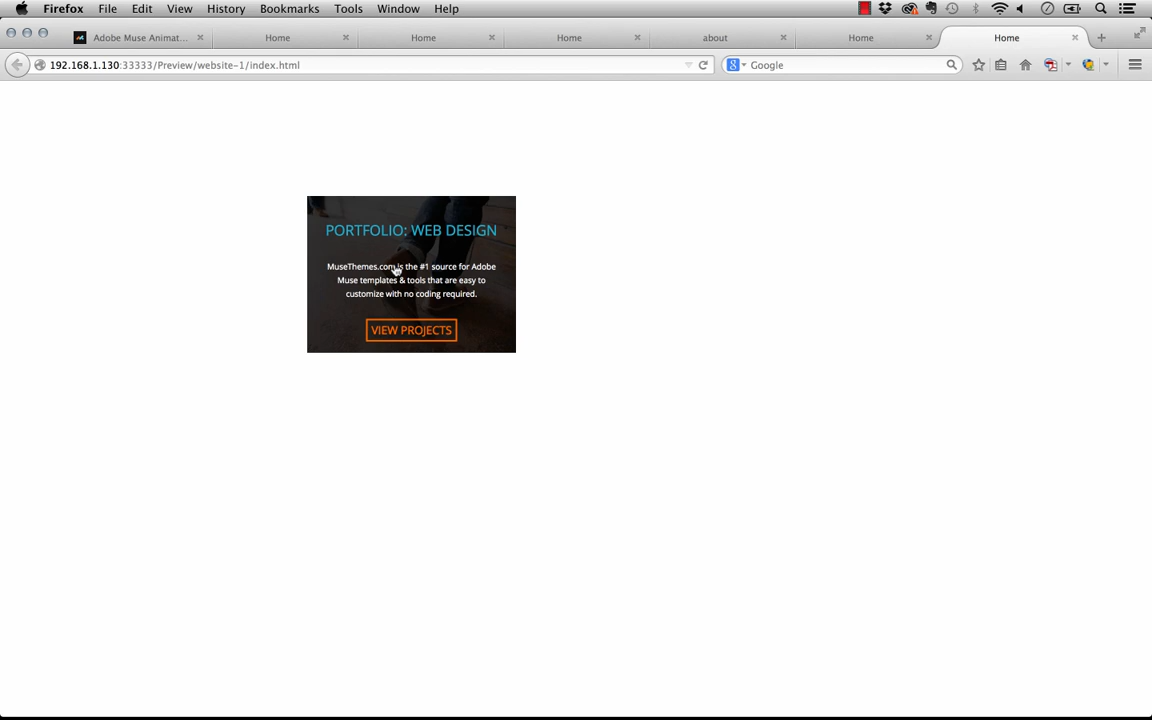 Firefox File Edit View History Bookmarks Tools Window Help
Adobe Muse Animat... Home Home Home about Home Home
192.168.1.130:33333/Preview/website-1/index.html
Google
PORTFOLIO: WEB DESIGN
MuseThemes.com is the #1 source for Adobe
Muse templates & tools that are easy to
customize with no coding required.
VIEW PROJECTS